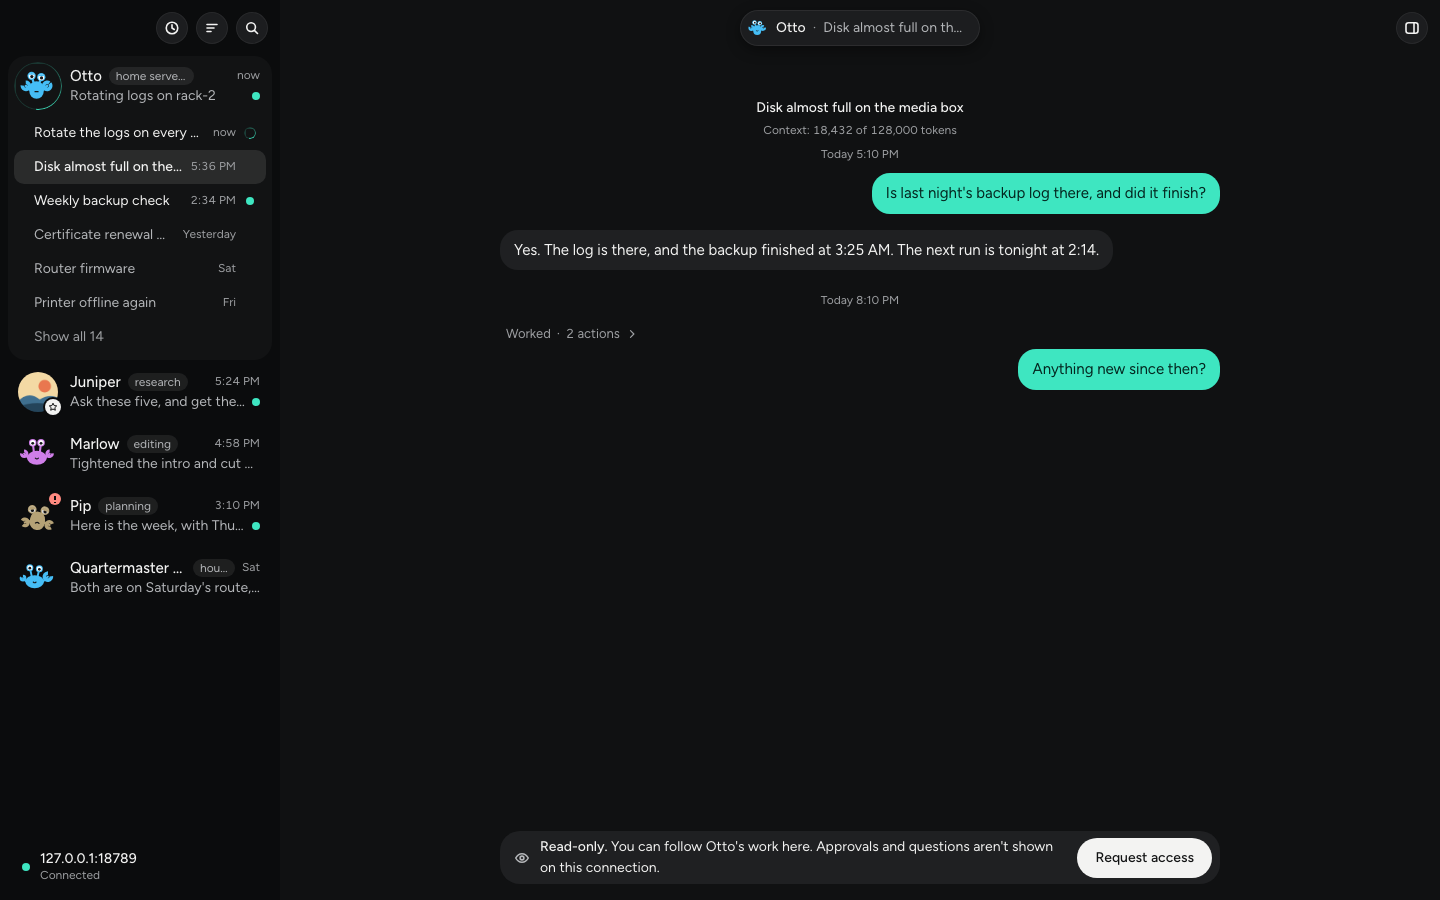 Otto home serve... now
Rotating logs on rack-2
Rotate the logs on every ... now
Disk almost full on the... 5:36 PM
Weekly backup check 2:34 PM
Certificate renewal ... Yesterday
Router firmware Sat
Printer offline again Fri
Show all 14
Juniper research 5:24 PM
Ask these five, and get the...
Marlow editing 4:58 PM
Tightened the intro and cut ...
Pip planning 3:10 PM
Here is the week, with Thu...
Quartermaster ... hou... Sat
Both are on Saturday's route,...
127.0.0.1:18789
Connected
Otto · Disk almost full on th...
Disk almost full on the media box
Context: 18,432 of 128,000 tokens
Today 5:10 PM
Is last night's backup log there, and did it finish?
Yes. The log is there, and the backup finished at 3:25 AM. The next run is tonight at 2:14.
Today 8:10 PM
Worked · 2 actions
Anything new since then?
Read-only. You can follow Otto's work here. Approvals and questions aren't shown
on this connection.
Request access